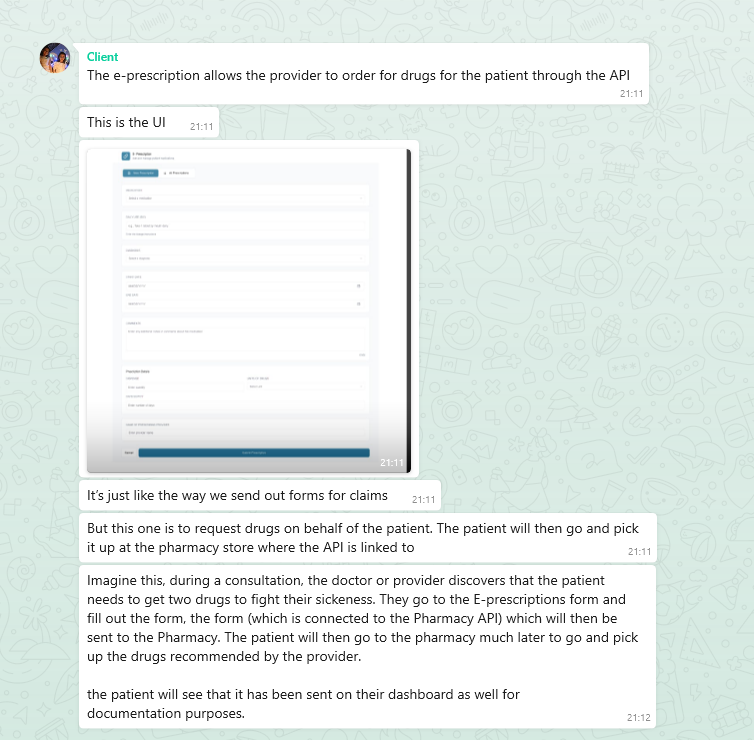 Client
The e-prescription allows the provider to order for drugs for the patient through the API
21:11
This is the UI
21:11
21:11
It's just like the way we send out forms for claims
21:11
But this one is to request drugs on behalf of the patient. The patient will then go and pick
it up at the pharmacy store where the API is linked to
21:11
Imagine this, during a consultation, the doctor or provider discovers that the patient
needs to get two drugs to fight their sickeness. They go to the E-prescriptions form and
fill out the form, the form (which is connected to the Pharmacy API) which will then be
sent to the Pharmacy. The patient will then go to the pharmacy much later to go and pick
up the drugs recommended by the provider.
the patient will see that it has been sent on their dashboard as well for
documentation purposes.
21:12